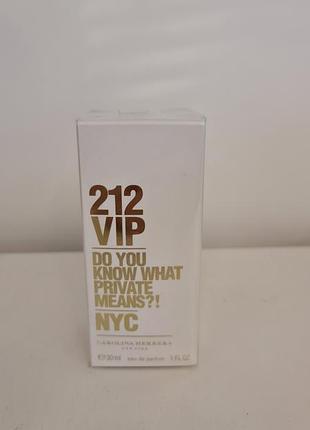 212
VIP
DO YOU
KNOW WHAT
PRIVATE
MEANS?!
NYC
CAROLINA HERRERA
NEW YORK
℮ 30 ml eau de parfum 1 FL. OZ